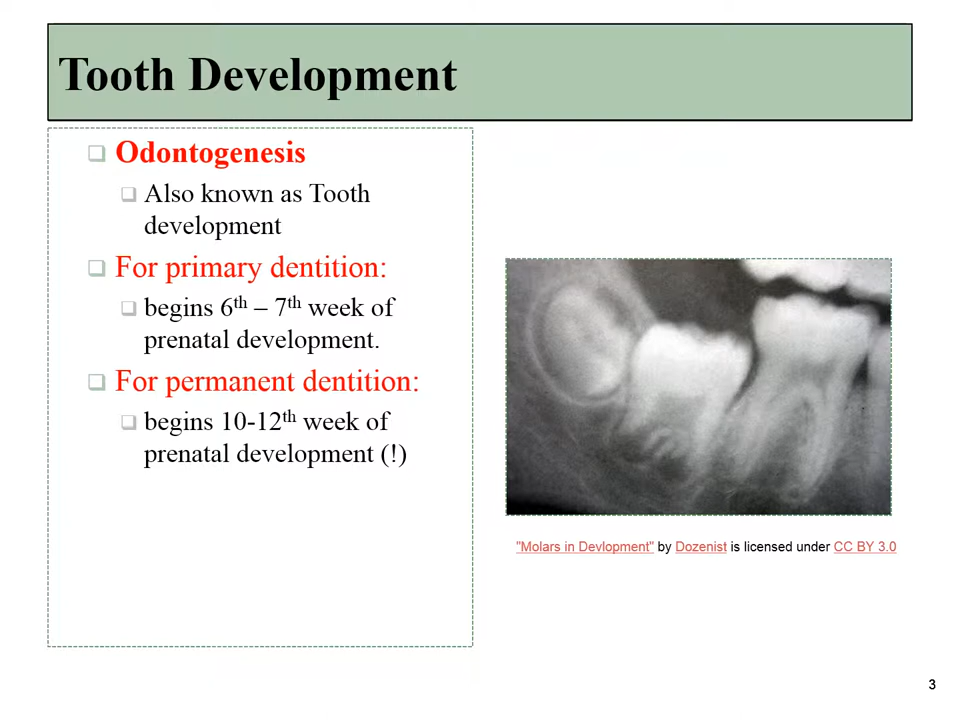 Tooth Development
Odontogenesis
Also known as Tooth
development
For primary dentition:
begins 6th – 7th week of
prenatal development.
For permanent dentition:
begins 10-12th week of
prenatal development (!)
"Molars in Devlopment" by Dozenist is licensed under CC BY 3.0
3